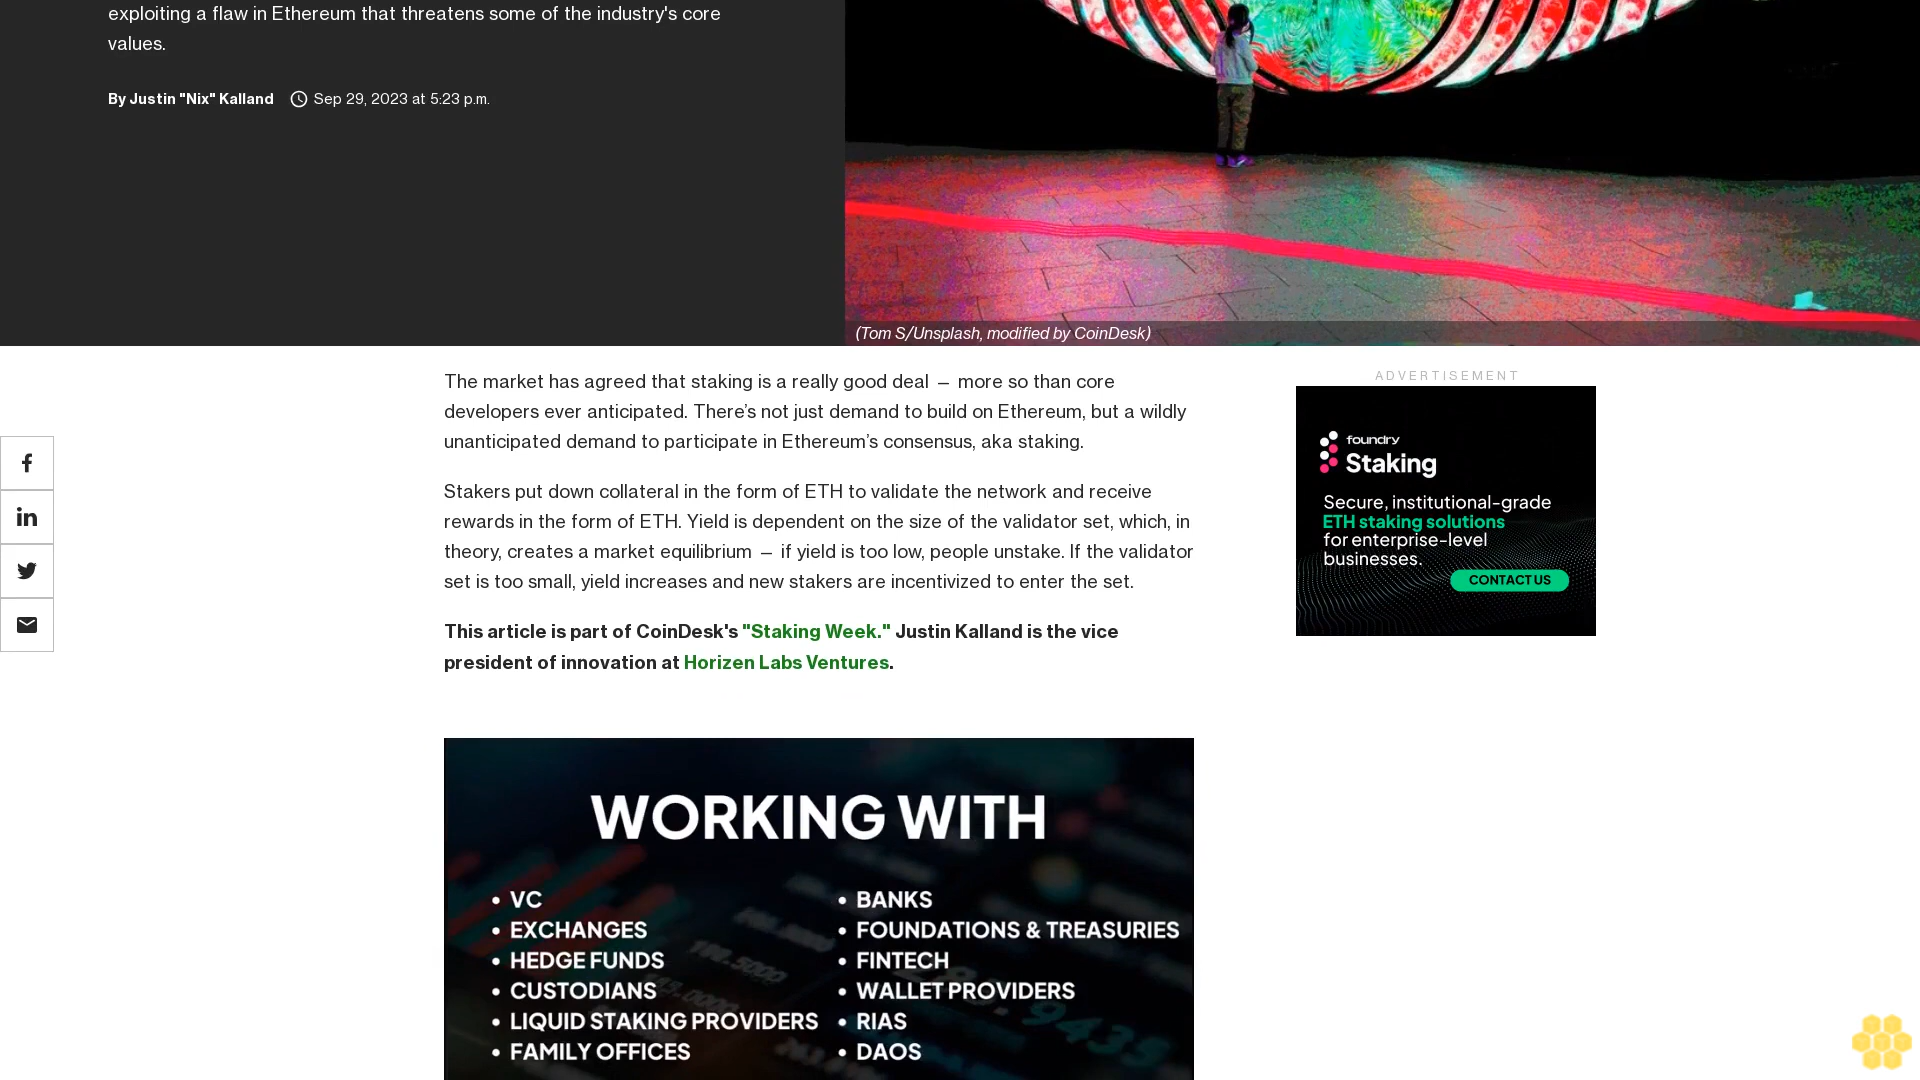 exploiting a flaw in Ethereum that threatens some of the industry's core
values.
By Justin "Nix" Kalland Sep 29, 2023 at 5:23 p.m.
(Tom S/Unsplash, modified by CoinDesk)
The market has agreed that staking is a really good deal — more so than core
developers ever anticipated. There’s not just demand to build on Ethereum, but a wildly
unanticipated demand to participate in Ethereum’s consensus, aka staking.
Stakers put down collateral in the form of ETH to validate the network and receive
rewards in the form of ETH. Yield is dependent on the size of the validator set, which, in
theory, creates a market equilibrium — if yield is too low, people unstake. If the validator
set is too small, yield increases and new stakers are incentivized to enter the set.
This article is part of CoinDesk's "Staking Week." Justin Kalland is the vice
president of innovation at Horizen Labs Ventures.
ADVERTISEMENT
foundry
Staking
Secure, institutional-grade
ETH staking solutions
for enterprise-level
businesses.
CONTACT US
WORKING WITH
• VC
• EXCHANGES
• HEDGE FUNDS
• CUSTODIANS
• LIQUID STAKING PROVIDERS
• FAMILY OFFICES
• BANKS
• FOUNDATIONS & TREASURIES
• FINTECH
• WALLET PROVIDERS
• RIAS
• DAOS